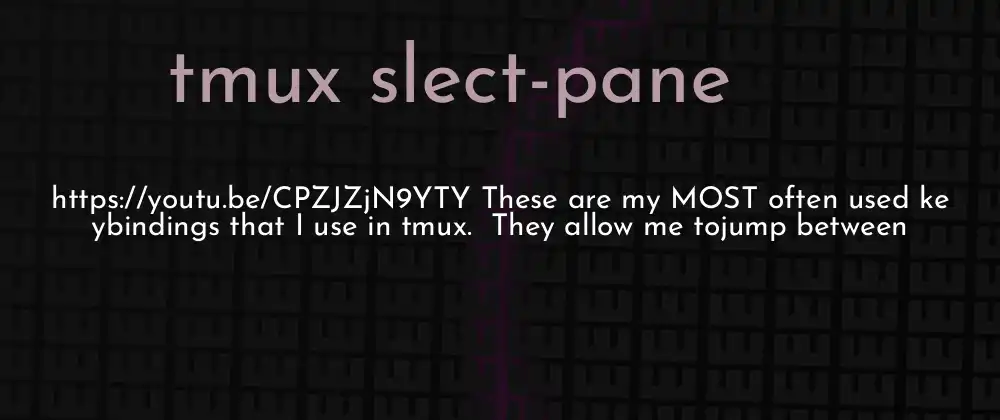 tmux slect-pane
https://youtu.be/CPZJZjN9YTY These are my MOST often used ke
ybindings that I use in tmux.  They allow me tojump between